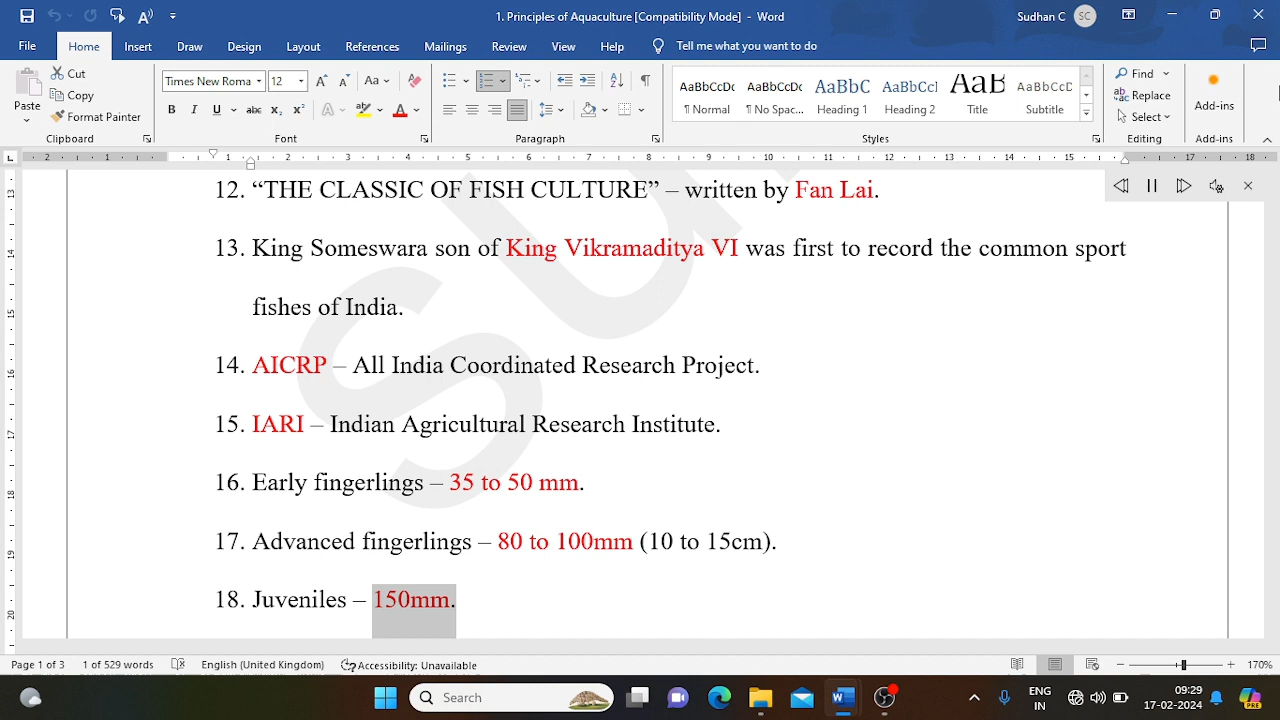 1. Principles of Aquaculture [Compatibility Mode] - Word
Sudhan C
SC
File Home Insert Draw Design Layout References Mailings Review View Help Tell me what you want to do
Paste
Cut
Copy
Format Painter
Clipboard
Times New Roma 12
Font
Paragraph
AaBbCcDc AaBbCcDc AaBbC AaBbCcl AaB AaBbCcD
¶ Normal ¶ No Spac... Heading 1 Heading 2 Title Subtitle
Styles
Find
Replace
Select
Editing
Add-ins
Add-ins
12. “THE CLASSIC OF FISH CULTURE” – written by Fan Lai.
13. King Someswara son of King Vikramaditya VI was first to record the common sport
fishes of India.
14. AICRP – All India Coordinated Research Project.
15. IARI – Indian Agricultural Research Institute.
16. Early fingerlings – 35 to 50 mm.
17. Advanced fingerlings – 80 to 100mm (10 to 15cm).
18. Juveniles – 150mm.
Page 1 of 3 1 of 529 words English (United Kingdom) Accessibility: Unavailable 170%
Search
ENG
IN
09:29
17-02-2024
PRE